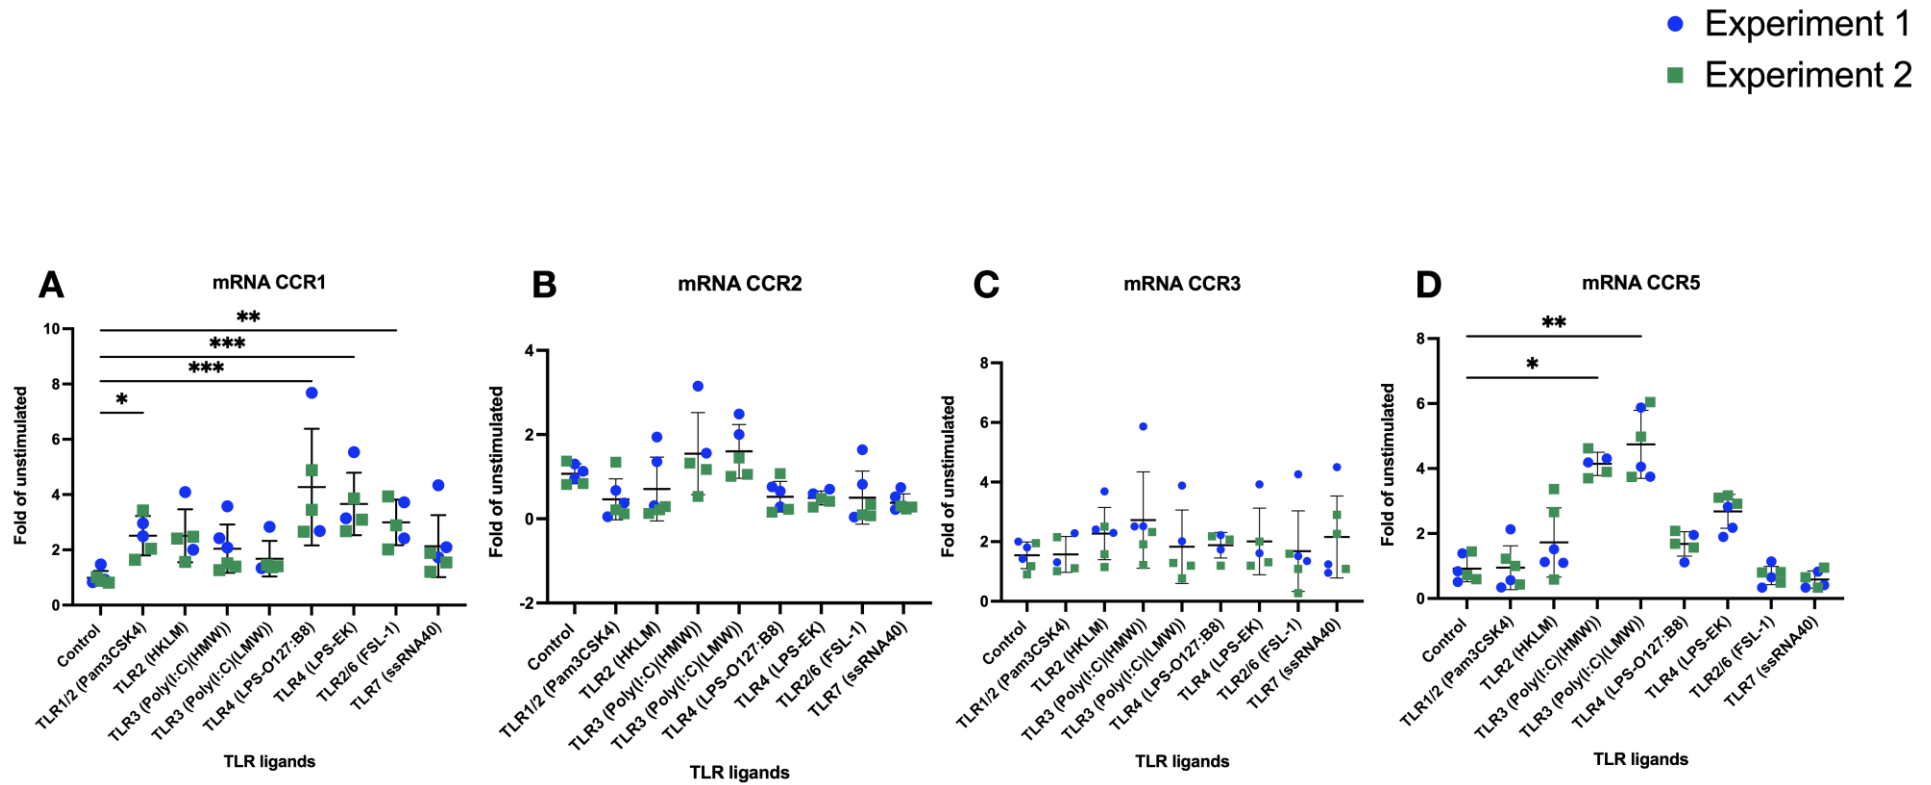 Experiment 1
Experiment 2
A
mRNA CCR1
**
***
***
*
10
8
6
4
2
0
Fold of unstimulated
Control
TLR1/2 (Pam3CSK4)
TLR2 (HKLM)
TLR3 (Poly(I:C)(HMW))
TLR3 (Poly(I:C)(LMW))
TLR4 (LPS-O127:B8)
TLR4 (LPS-EK)
TLR2/6 (FSL-1)
TLR7 (ssRNA40)
TLR ligands
B
mRNA CCR2
4
2
0
-2
Fold of unstimulated
Control
TLR1/2 (Pam3CSK4)
TLR2 (HKLM)
TLR3 (Poly(I:C)(HMW))
TLR3 (Poly(I:C)(LMW))
TLR4 (LPS-O127:B8)
TLR4 (LPS-EK)
TLR2/6 (FSL-1)
TLR7 (ssRNA40)
TLR ligands
C
mRNA CCR3
8
6
4
2
0
Fold of unstimulated
Control
TLR1/2 (Pam3CSK4)
TLR2 (HKLM)
TLR3 (Poly(I:C)(HMW))
TLR3 (Poly(I:C)(LMW))
TLR4 (LPS-O127:B8)
TLR4 (LPS-EK)
TLR2/6 (FSL-1)
TLR7 (ssRNA40)
TLR ligands
D
mRNA CCR5
**
*
8
6
4
2
0
Fold of unstimulated
Control
TLR1/2 (Pam3CSK4)
TLR2 (HKLM)
TLR3 (Poly(I:C)(HMW))
TLR3 (Poly(I:C)(LMW))
TLR4 (LPS-O127:B8)
TLR4 (LPS-EK)
TLR2/6 (FSL-1)
TLR7 (ssRNA40)
TLR ligands